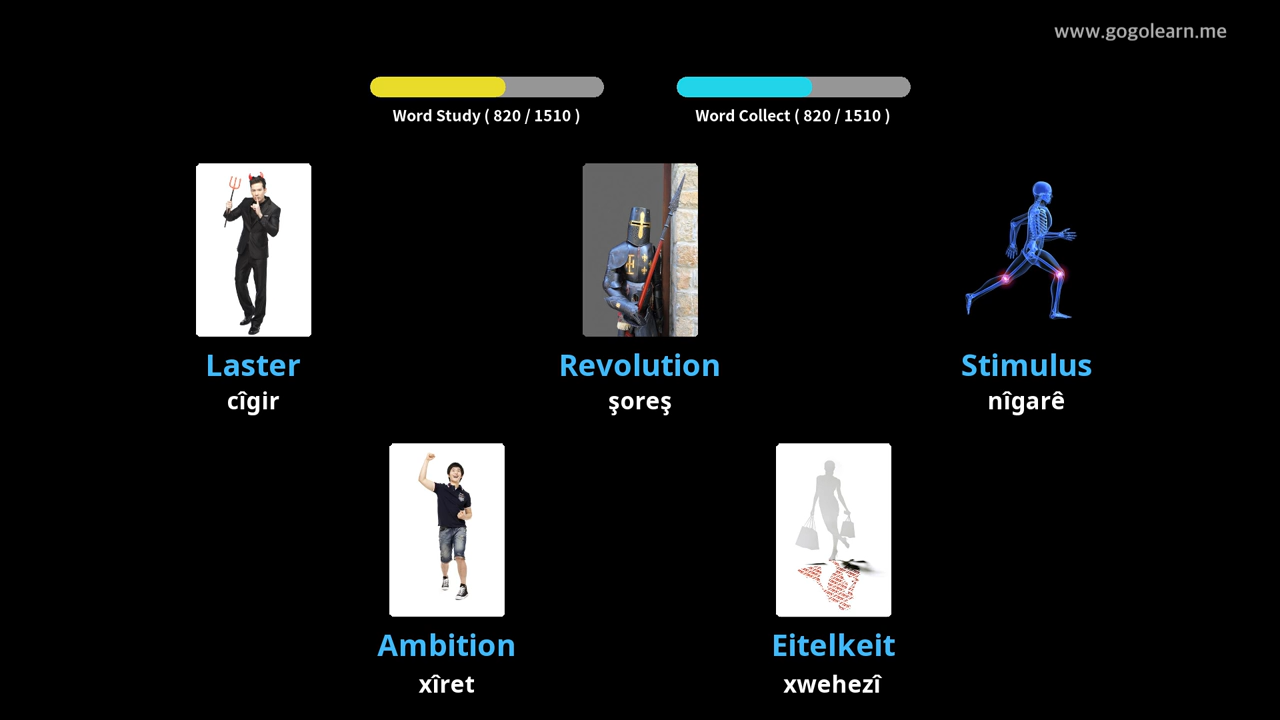 www.gogolearn.me
Word Study ( 820 / 1510 )
Word Collect ( 820 / 1510 )
Laster
cîgir
Revolution
şoreş
Stimulus
nîgarê
Ambition
xîret
Eitelkeit
xwehezî